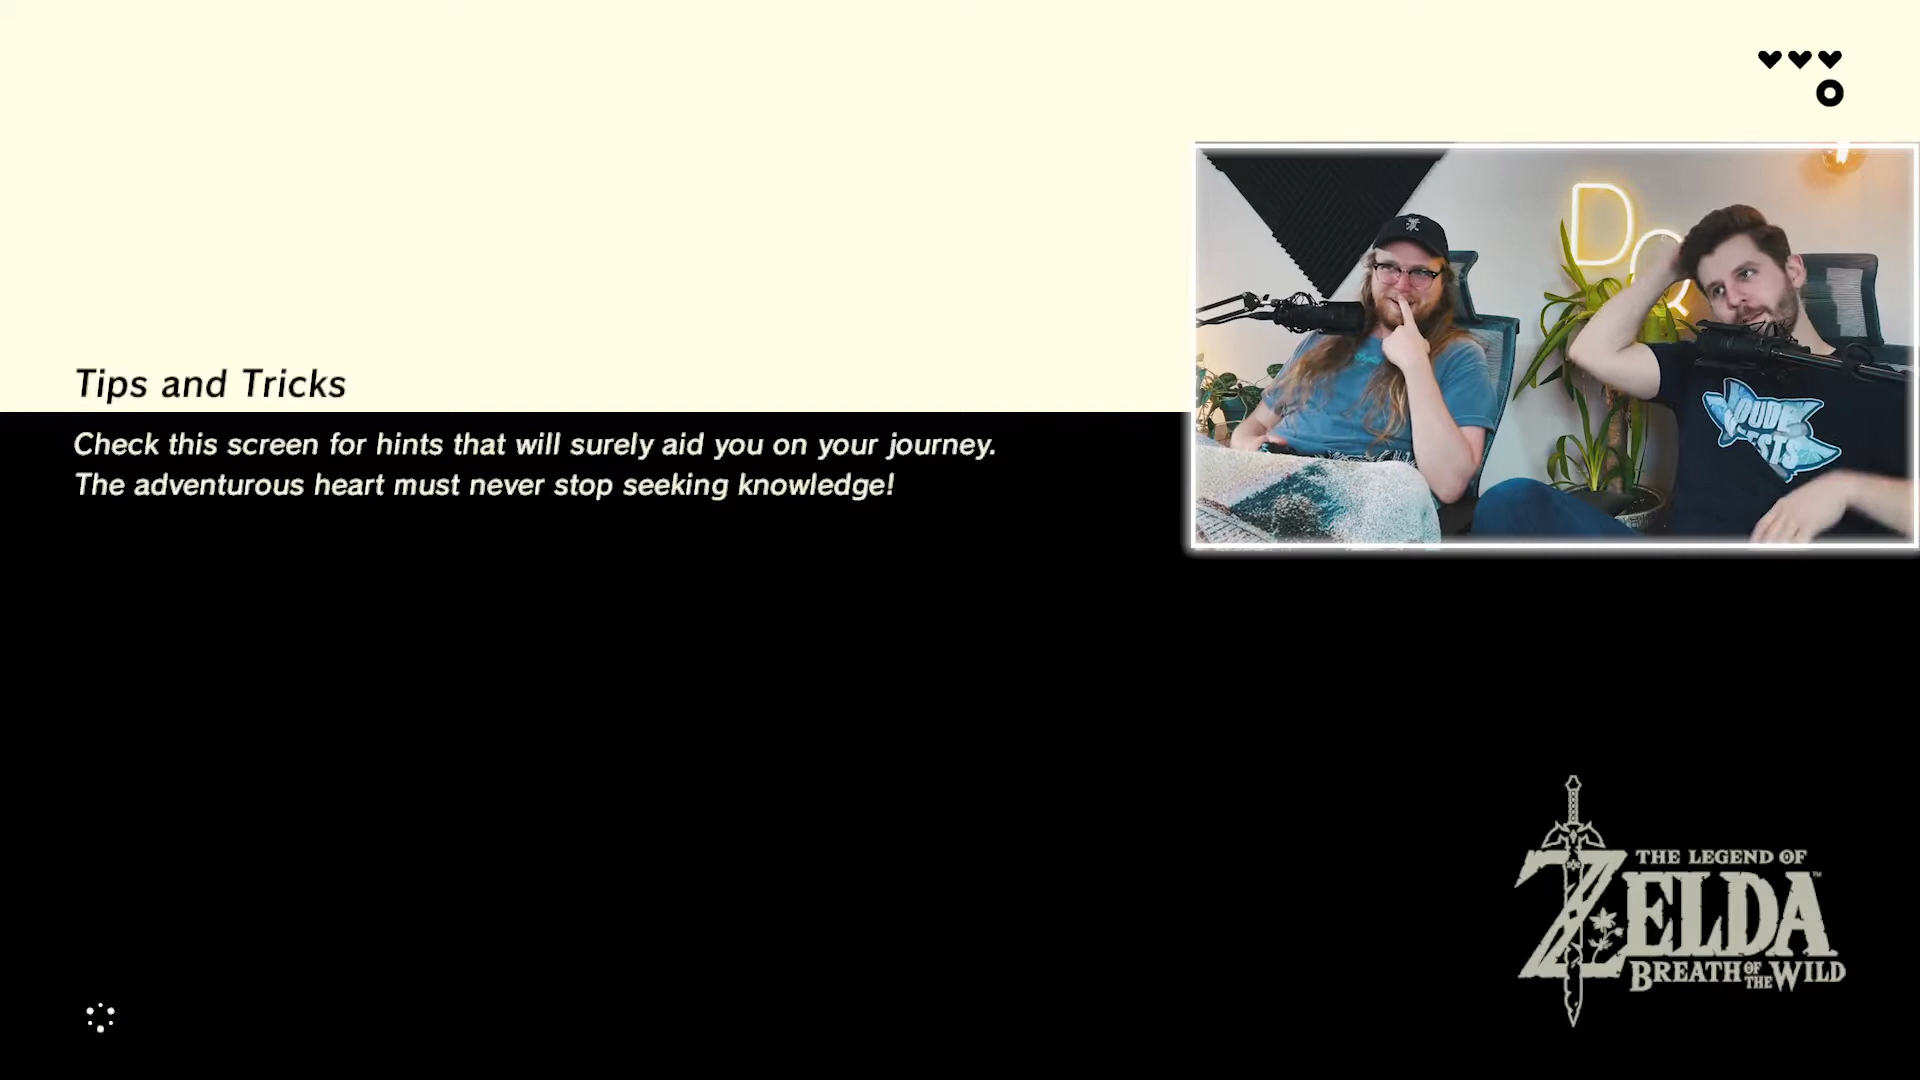 Tips and Tricks
Check this screen for hints that will surely aid you on your journey.
The adventurous heart must never stop seeking knowledge!
THE LEGEND OF
ZELDA
BREATH OF THE WILD